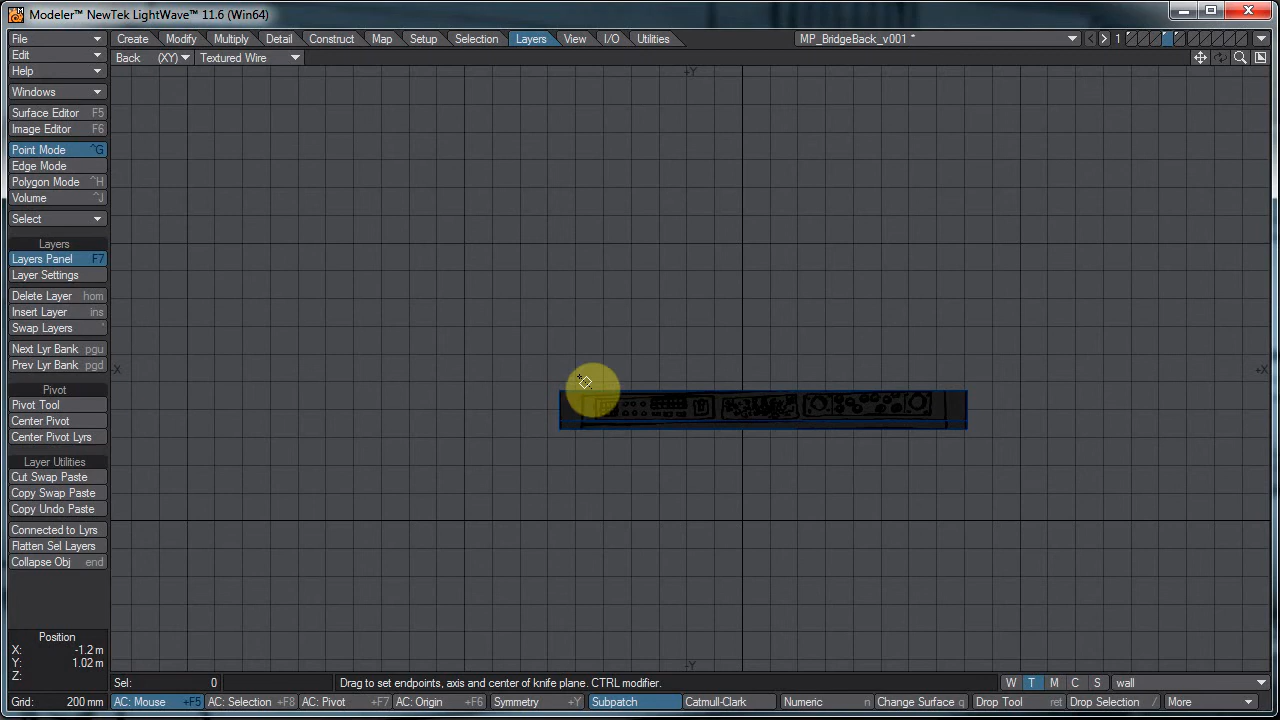 Modeler™ NewTek LightWave™ 11.6 (Win64)
File
Create Modify Multiply Detail Construct Map Setup Selection Layers View I/O Utilities
MP_BridgeBack_v001 *
1
Edit
Back (XY) Textured Wire
Help
Windows
Surface Editor F5
Image Editor F6
Point Mode ^G
Edge Mode
Polygon Mode ^H
Volume ^J
Select
Layers
Layers Panel F7
Layer Settings
Delete Layer hom
Insert Layer ins
Swap Layers '
Next Lyr Bank pgu
Prev Lyr Bank pgd
Pivot
Pivot Tool
Center Pivot
Center Pivot Lyrs
Layer Utilities
Cut Swap Paste
Copy Swap Paste
Copy Undo Paste
Connected to Lyrs
Flatten Sel Layers
Collapse Obj end
+Y
-X
+X
-Y
Position
X: -1.2 m
Y: 1.02 m
Z:
Sel: 0
Drag to set endpoints, axis and center of knife plane. CTRL modifier.
W T M C S
wall
Grid: 200 mm
AC: Mouse +F5 AC: Selection +F8 AC: Pivot +F7 AC: Origin +F6 Symmetry +Y Subpatch Catmull-Clark Numeric n Change Surface q Drop Tool ret Drop Selection / More